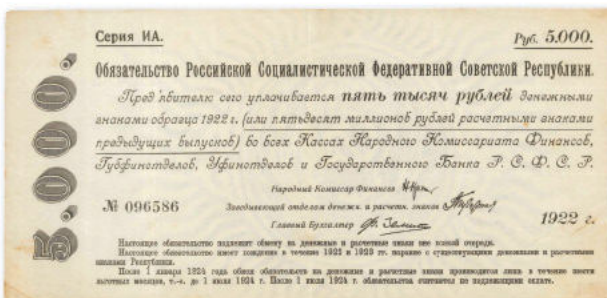 Серия ИА.
Руб. 5.000.
Обязательство Российской Социалистической Федеративной Советской Республики.
Пред'явителю сего уплачивается пять тысяч рублей денежными
знаками образца 1922 г. (или пятьдесят миллионов рублей расчетными знаками
предыдущих выпусков) во всех Кассах Народного Комиссариата Финансов,
Губфинотделов, Уфинотделов и Государственного Банка Р. С. Ф. С. Р.
Народный Комиссар Финансов
№ 096586
Заведывающий отделом денежн. и расчетн. знаков
Главный Бухгалтер
1922 г.
Настоящее обязательство подлежит обмену на денежные и расчетные знаки вне всякой очереди.
Настоящее обязательство имеет хождение в течение 1922 и 1923 гг. наравне с существующими денежными и расчетными
знаками Республики.
После 1 января 1924 года обмен обязательств на денежные и расчетные знаки производится лишь в течение шести
льготных месяцев, т.-е. до 1 июля 1924 г. После 1 июля 1924 г. обязательства считаются не подлежащими оплате.
5.000.